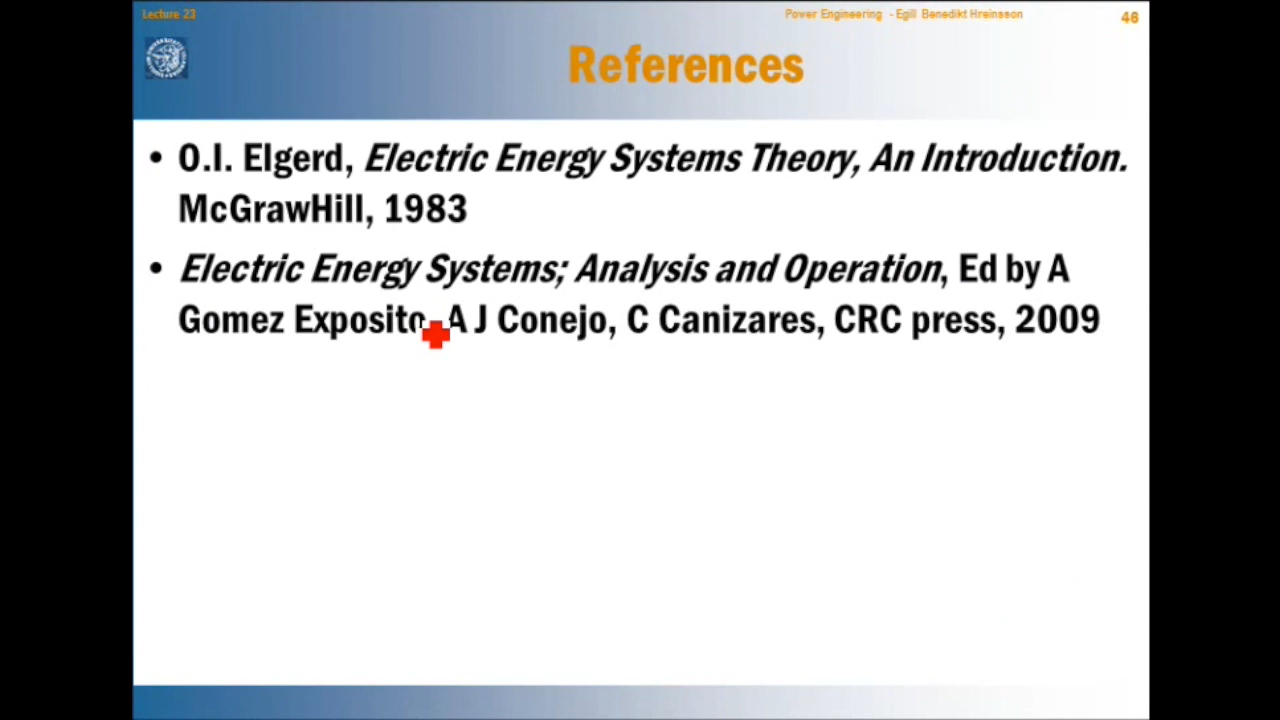 Lecture 23
Power Engineering - Egill Benedikt Hreinsson
46
References
• O.I. Elgerd, Electric Energy Systems Theory, An Introduction.
McGrawHill, 1983
• Electric Energy Systems; Analysis and Operation, Ed by A
Gomez Exposito, A J Conejo, C Canizares, CRC press, 2009